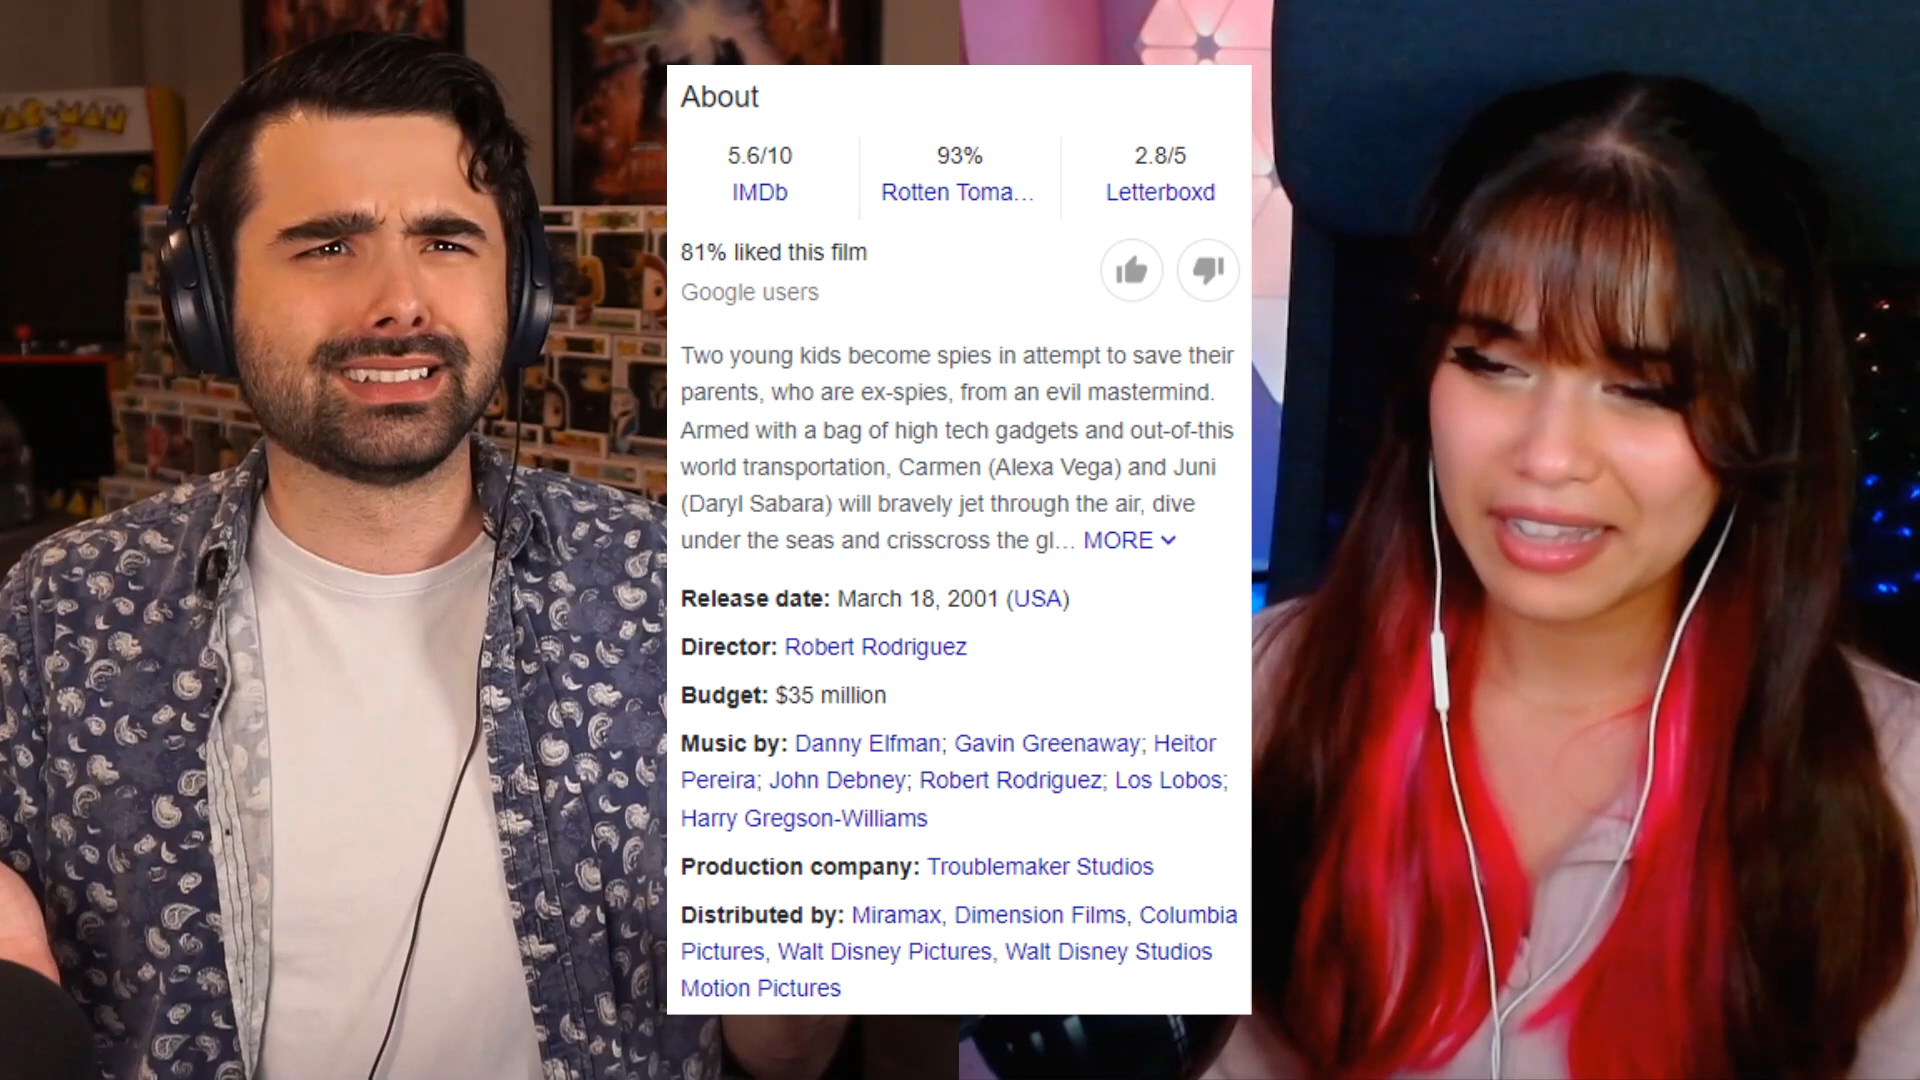 PAC-MAN
About
5.6/10 93% 2.8/5
IMDb Rotten Toma... Letterboxd
81% liked this film
Google users
Two young kids become spies in attempt to save their
parents, who are ex-spies, from an evil mastermind.
Armed with a bag of high tech gadgets and out-of-this
world transportation, Carmen (Alexa Vega) and Juni
(Daryl Sabara) will bravely jet through the air, dive
under the seas and crisscross the gl... MORE
Release date: March 18, 2001 (USA)
Director: Robert Rodriguez
Budget: $35 million
Music by: Danny Elfman; Gavin Greenaway; Heitor
Pereira; John Debney; Robert Rodriguez; Los Lobos;
Harry Gregson-Williams
Production company: Troublemaker Studios
Distributed by: Miramax, Dimension Films, Columbia
Pictures, Walt Disney Pictures, Walt Disney Studios
Motion Pictures